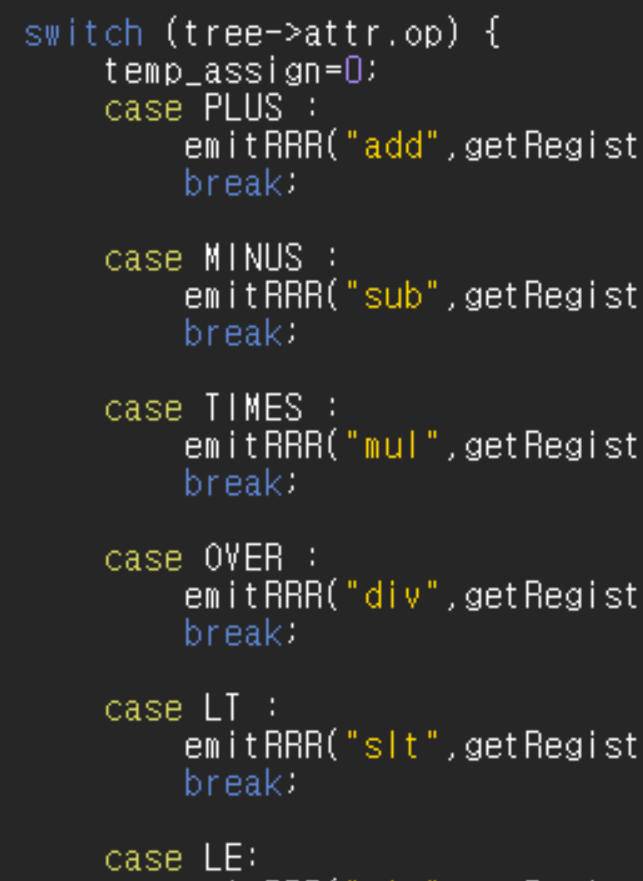 switch (tree->attr.op) {
temp_assign=0;
case PLUS :
emitRRR("add",getRegist
break;
case MINUS :
emitRRR("sub",getRegist
break;
case TIMES :
emitRRR("mul",getRegist
break;
case OVER :
emitRRR("div",getRegist
break;
case LT :
emitRRR("slt",getRegist
break;
case LE: